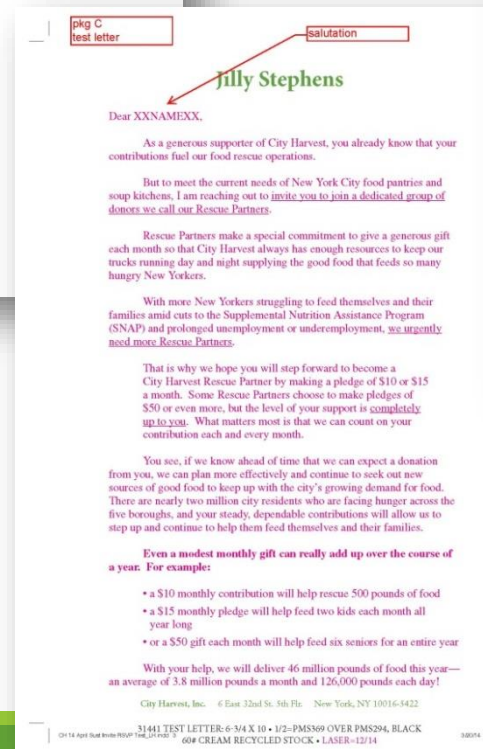 pkg C
test letter
salutation
Jilly Stephens
Dear XXNAMEXX,
As a generous supporter of City Harvest, you already know that your
contributions fuel our food rescue operations.
But to meet the current needs of New York City food pantries and
soup kitchens, I am reaching out to invite you to join a dedicated group of
donors we call our Rescue Partners.
Rescue Partners make a special commitment to give a generous gift
each month so that City Harvest always has enough resources to keep our
trucks running day and night supplying the good food that feeds so many
hungry New Yorkers.
With more New Yorkers struggling to feed themselves and their
families amid cuts to the Supplemental Nutrition Assistance Program
(SNAP) and prolonged unemployment or underemployment, we urgently
need more Rescue Partners.
That is why we hope you will step forward to become a
City Harvest Rescue Partner by making a pledge of $10 or $15
a month. Some Rescue Partners choose to make pledges of
$50 or even more, but the level of your support is completely
up to you. What matters most is that we can count on your
contribution each and every month.
You see, if we know ahead of time that we can expect a donation
from you, we can plan more effectively and continue to seek out new
sources of good food to keep up with the city's growing demand for food.
There are nearly two million city residents who are facing hunger across the
five boroughs, and your steady, dependable contributions will allow us to
step up and continue to help them feed themselves and their families.
Even a modest monthly gift can really add up over the course of
a year. For example:
• a $10 monthly contribution will help rescue 500 pounds of food
• a $15 monthly pledge will help feed two kids each month all
year long
• or a $50 gift each month will help feed six seniors for an entire year
With your help, we will deliver 46 million pounds of food this year—
an average of 3.8 million pounds a month and 126,000 pounds each day!
City Harvest, Inc. 6 East 32nd St. 5th Flr. New York, NY 10016-5422
31441 TEST LETTER: 6-3/4 X 10 • 1/2=PMS369 OVER PMS294, BLACK
60# CREAM RECYCLED STOCK • LASER=12/14